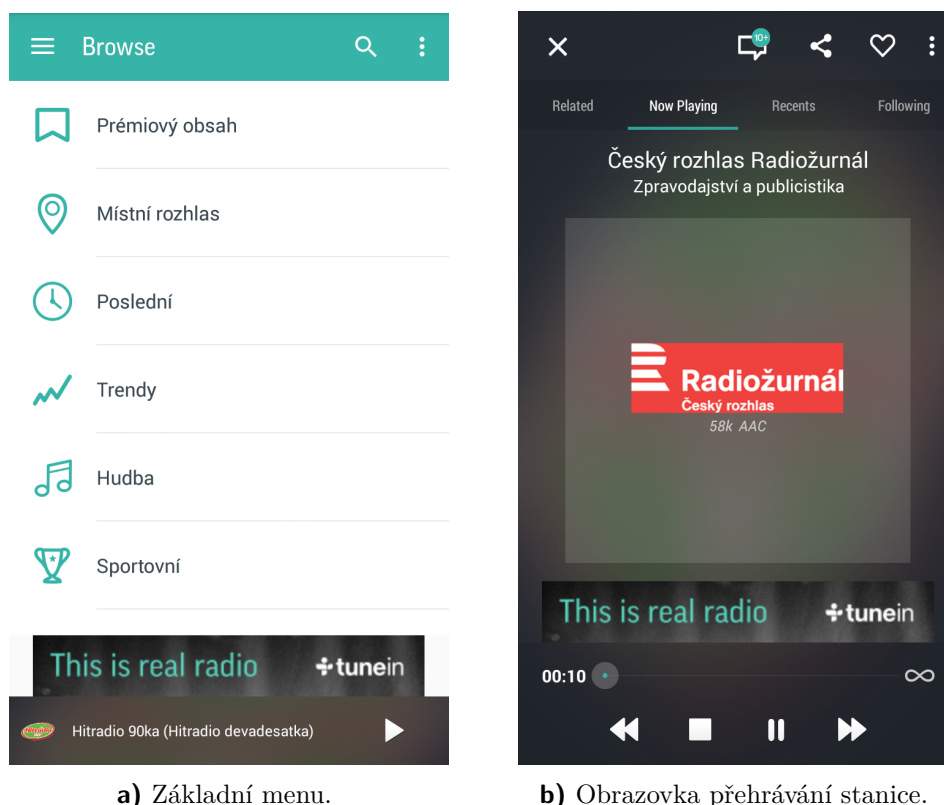 Browse
Prémiový obsah
Místní rozhlas
Poslední
Trendy
Hudba
Sportovní
This is real radio tunein
Hitradio 90ka (Hitradio devadesatka)
a) Základní menu.
10+
Related Now Playing Recents Following
Český rozhlas Radiožurnál
Zpravodajství a publicistika
Radiožurnál
Český rozhlas
58k AAC
This is real radio tunein
00:10
b) Obrazovka přehrávání stanice.